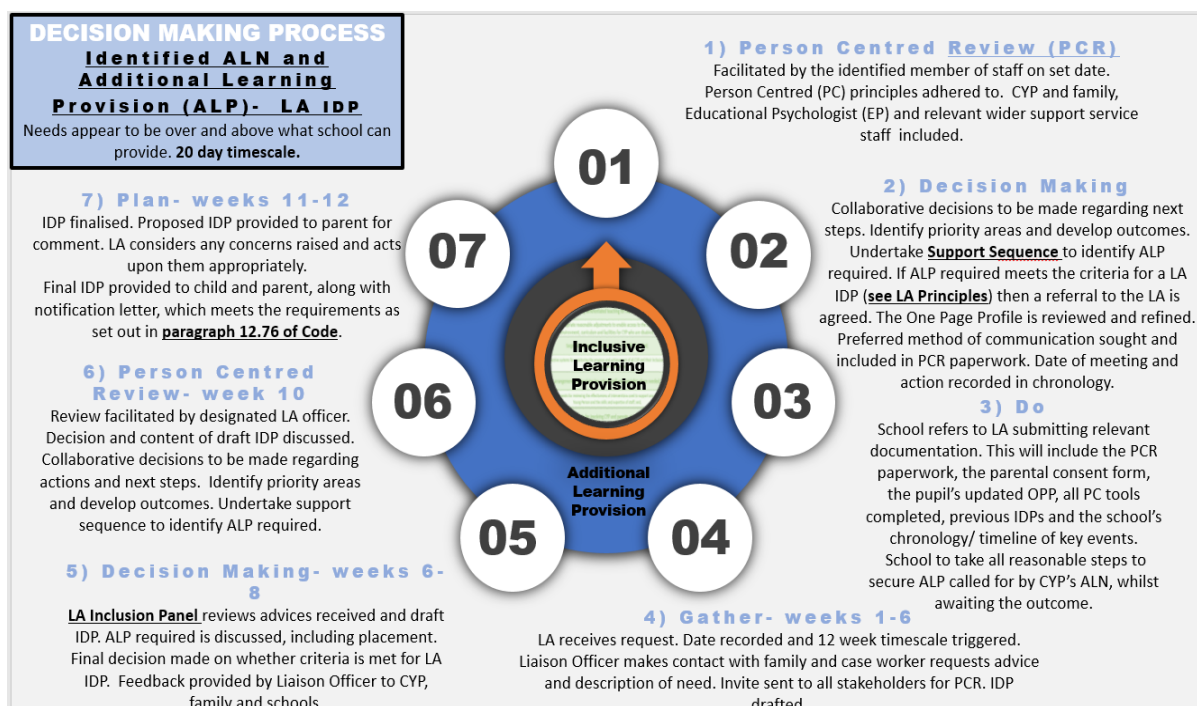 DECISION MAKING PROCESS
Identified ALN and
Additional Learning
Provision (ALP)- LA IDP
Needs appear to be over and above what school can
provide. 20 day timescale.
1) Person Centred Review (PCR)
Facilitated by the identified member of staff on set date.
Person Centred (PC) principles adhered to. CYP and family,
Educational Psychologist (EP) and relevant wider support service
staff included.
2) Decision Making
Collaborative decisions to be made regarding next
steps. Identify priority areas and develop outcomes.
Undertake Support Sequence to identify ALP
required. If ALP required meets the criteria for a LA
IDP (see LA Principles) then a referral to the LA is
agreed. The One Page Profile is reviewed and refined.
Preferred method of communication sought and
included in PCR paperwork. Date of meeting and
action recorded in chronology.
3) Do
School refers to LA submitting relevant
documentation. This will include the PCR
paperwork, the parental consent form,
the pupil's updated OPP, all PC tools
completed, previous IDPs and the school's
chronology/ timeline of key events.
School to take all reasonable steps to
secure ALP called for by CYP's ALN, whilst
awaiting the outcome.
4) Gather- weeks 1-6
LA receives request. Date recorded and 12 week timescale triggered.
Liaison Officer makes contact with family and case worker requests advice
and description of need. Invite sent to all stakeholders for PCR. IDP
drafted
5) Decision Making- weeks 6-
8
LA Inclusion Panel reviews advices received and draft
IDP. ALP required is discussed, including placement.
Final decision made on whether criteria is met for LA
IDP. Feedback provided by Liaison Officer to CYP,
family and schools
6) Person Centred
Review- week 10
Review facilitated by designated LA officer.
Decision and content of draft IDP discussed.
Collaborative decisions to be made regarding
actions and next steps. Identify priority areas
and develop outcomes. Undertake support
sequence to identify ALP required.
7) Plan- weeks 11-12
IDP finalised. Proposed IDP provided to parent for
comment. LA considers any concerns raised and acts
upon them appropriately.
Final IDP provided to child and parent, along with
notification letter, which meets the requirements as
set out in paragraph 12.76 of Code.
01
02
03
04
05
06
07
Inclusive
Learning
Provision
Additional
Learning
Provision